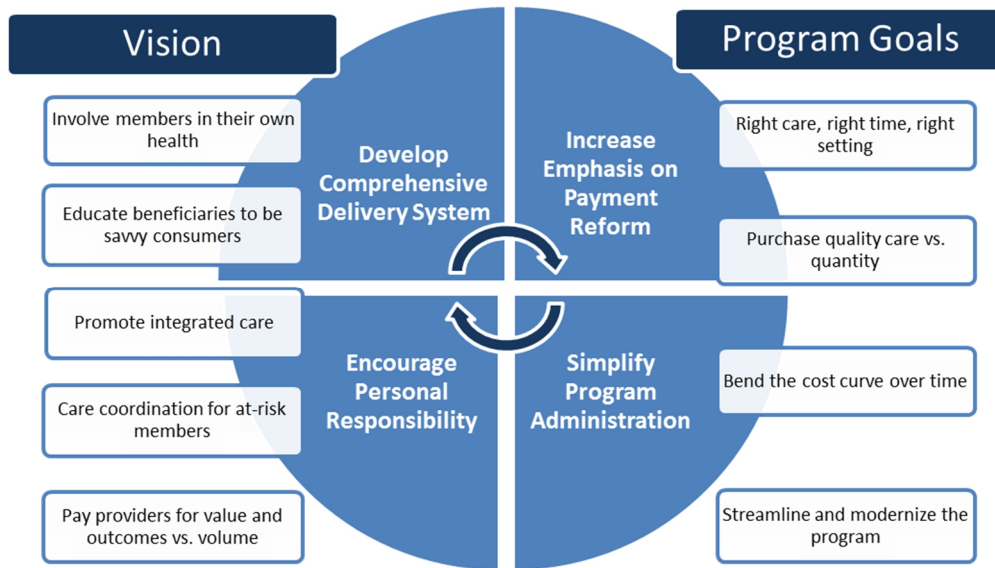 Vision
Involve members in their own
health
Educate beneficiaries to be
savvy consumers
Promote integrated care
Care coordination for at-risk
members
Pay providers for value and
outcomes vs. volume
Develop
Comprehensive
Delivery System
Increase
Emphasis on
Payment
Reform
Encourage
Personal
Responsibility
Simplify
Program
Administration
Program Goals
Right care, right time, right
setting
Purchase quality care vs.
quantity
Bend the cost curve over time
Streamline and modernize the
program